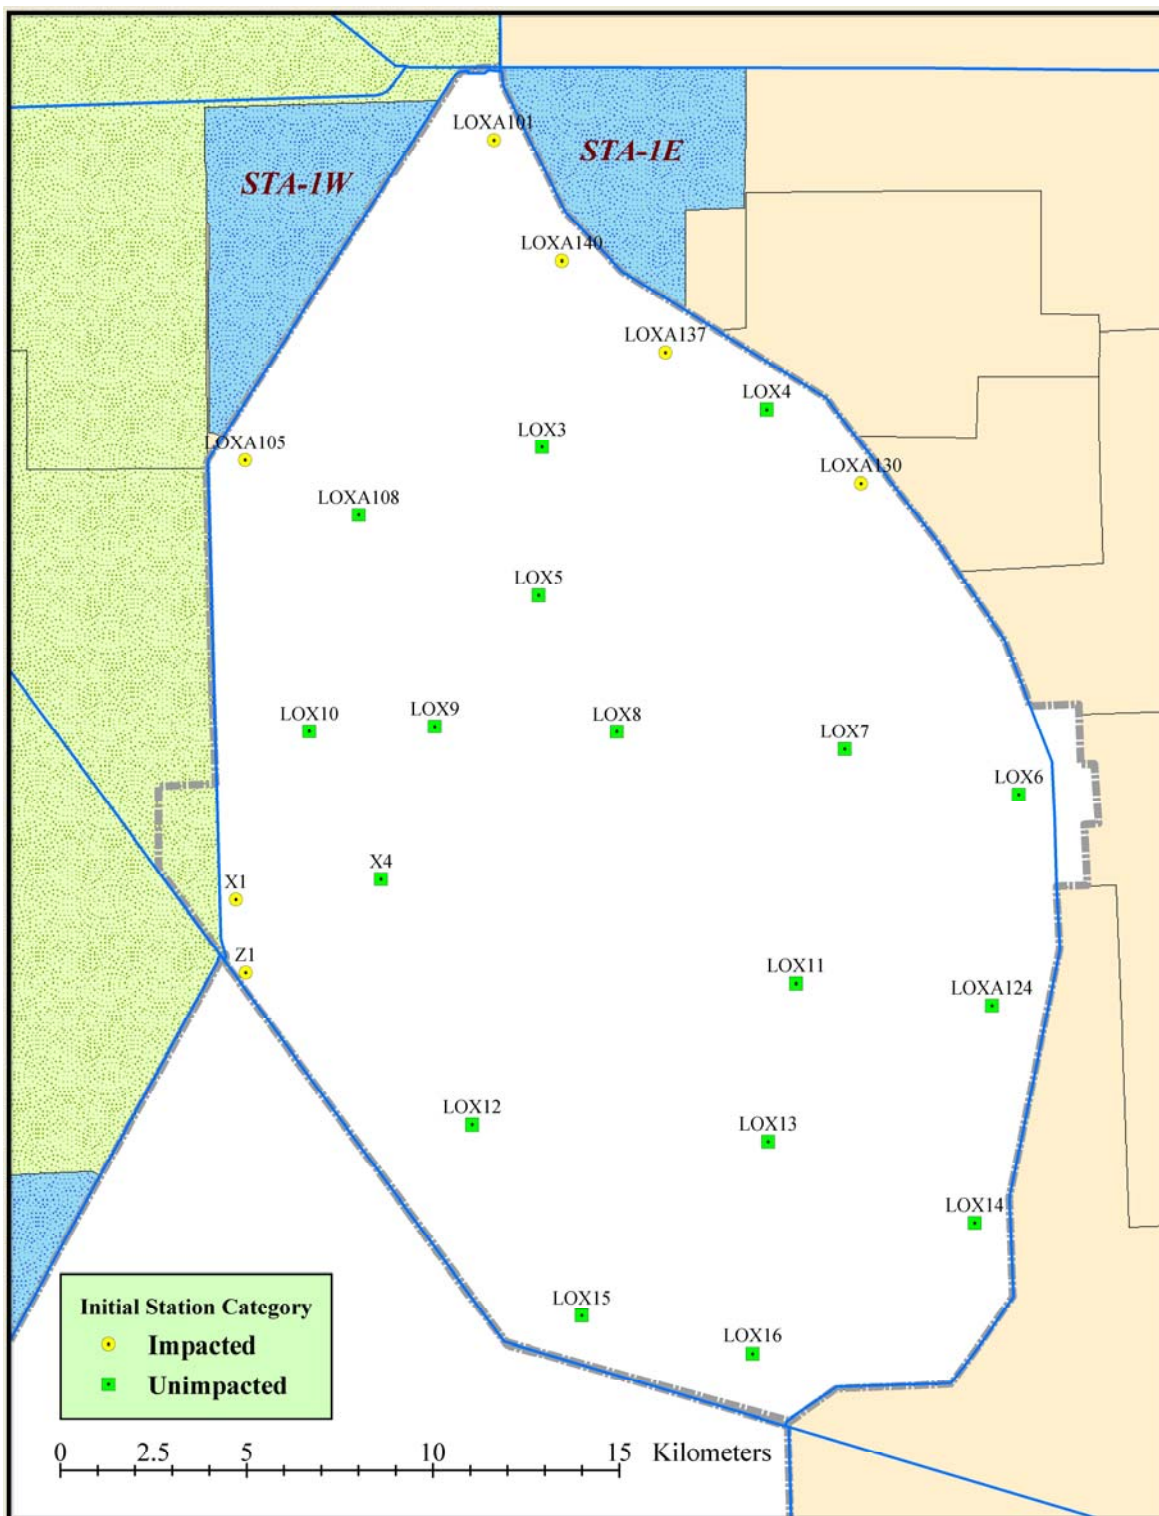 LOXA101
STA-1E
STA-1W
LOXA140
LOXA137
LOX4
LOX3
LOXA105
LOXA130
LOXA108
LOX5
LOX10
LOX9
LOX8
LOX7
LOX6
X4
X1
Z1
LOX11
LOXA124
LOX12
LOX13
LOX14
LOX15
LOX16
Initial Station Category
Impacted
Unimpacted
0 2.5 5 10 15 Kilometers